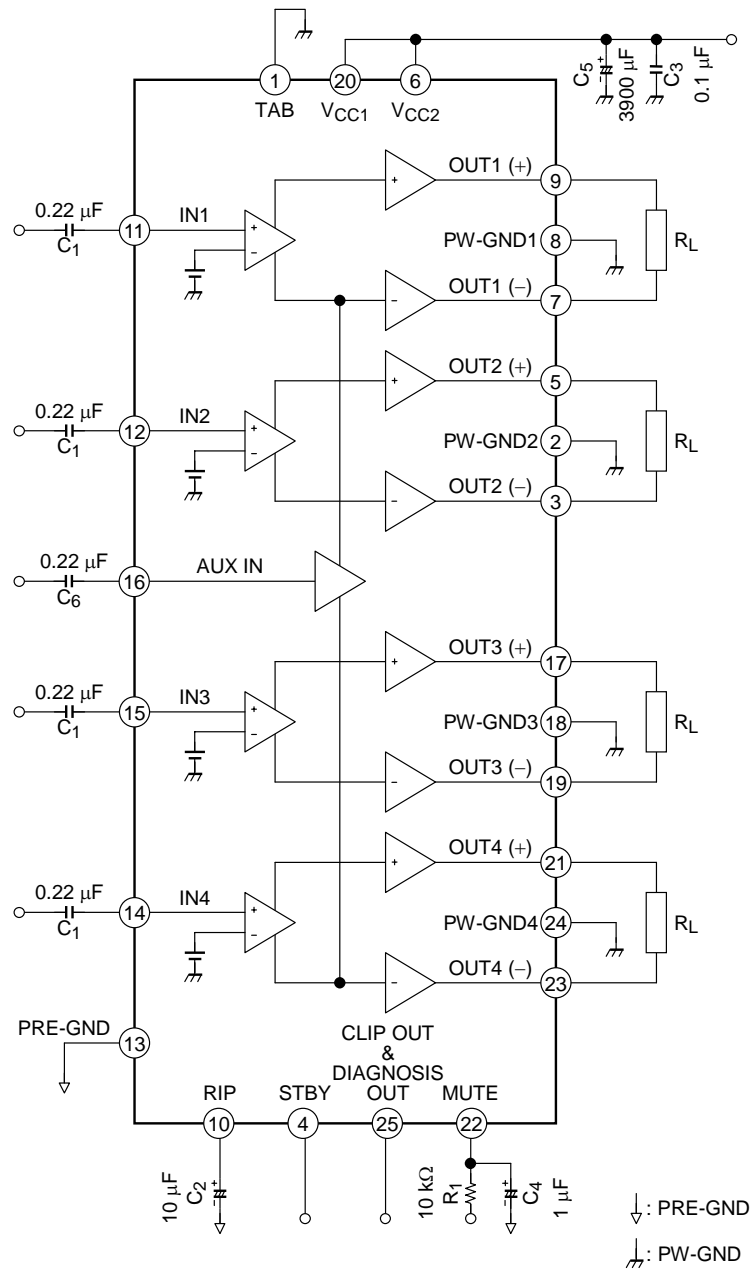 1
TAB
20
VCC1
6
VCC2
C5
3900 µF
C3
0.1 µF
0.22 µF
C1
11
IN1
OUT1 (+)
9
PW-GND1
8
RL
OUT1 (−)
7
0.22 µF
C1
12
IN2
OUT2 (+)
5
PW-GND2
2
RL
OUT2 (−)
3
0.22 µF
C6
16
AUX IN
0.22 µF
C1
15
IN3
OUT3 (+)
17
PW-GND3
18
RL
OUT3 (−)
19
0.22 µF
C1
14
IN4
OUT4 (+)
21
PW-GND4
24
RL
OUT4 (−)
23
PRE-GND
13
CLIP OUT
&
DIAGNOSIS
RIP
STBY
OUT
MUTE
10
4
25
22
10 µF
C2
10 kΩ
R1
C4
1 µF
: PRE-GND
: PW-GND